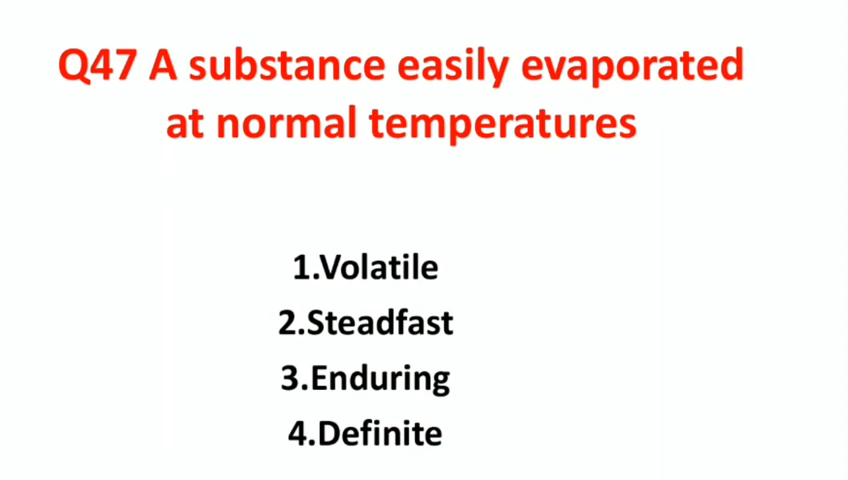 Q47 A substance easily evaporated
at normal temperatures
1.Volatile
2.Steadfast
3.Enduring
4.Definite